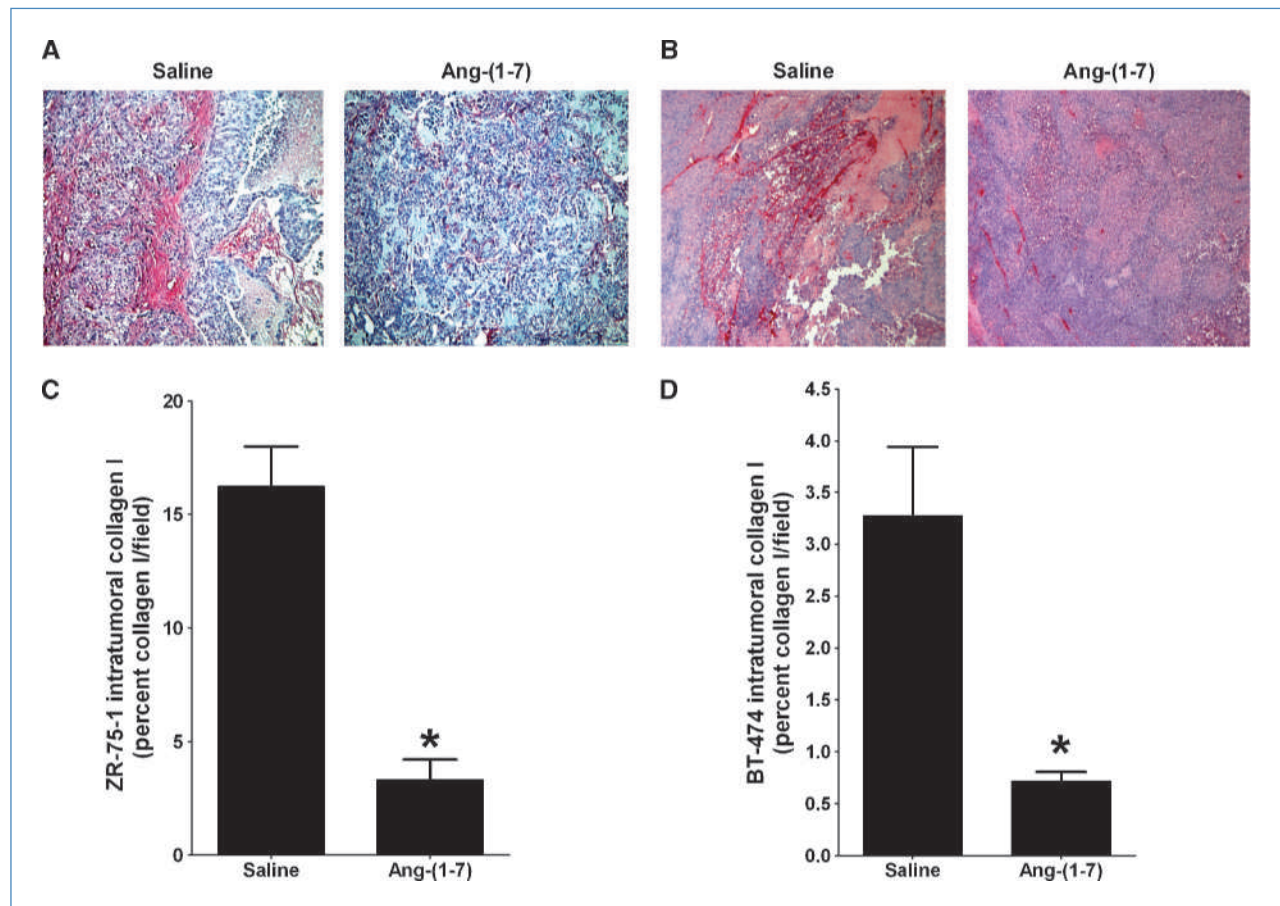 A
Saline
Ang-(1-7)
B
Saline
Ang-(1-7)
C
ZR-75-1 intratumoral collagen I
(percent collagen I/field)
20
15
10
5
0
*
Saline
Ang-(1-7)
D
BT-474 intratumoral collagen I
(percent collagen I/field)
4.5
4.0
3.5
3.0
2.5
2.0
1.5
1.0
0.5
0.0
*
Saline
Ang-(1-7)